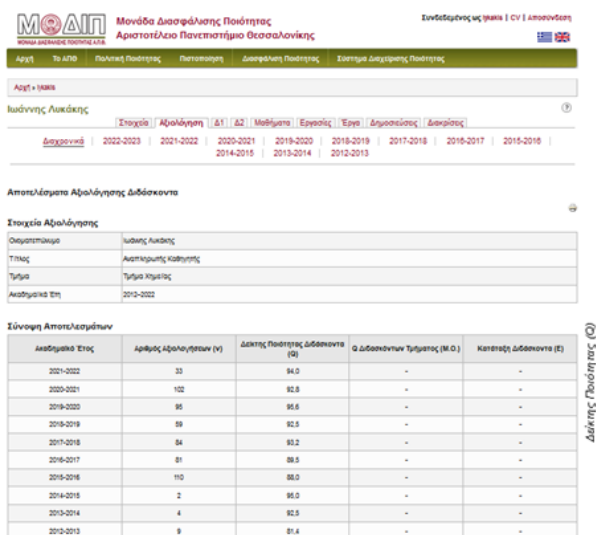 ΜΟΔΙΠ
ΜΟΝΑΔΑ ΔΙΑΣΦΑΛΙΣΗΣ ΠΟΙΟΤΗΤΑΣ Α.Π.Θ.
Μονάδα Διασφάλισης Ποιότητας
Αριστοτέλειο Πανεπιστήμιο Θεσσαλονίκης
Συνδεδεμένος ως lykakis | CV | Αποσύνδεση
Αρχή Το ΑΠΘ Πολιτική Ποιότητας Πιστοποίηση Διασφάλιση Ποιότητας Σύστημα Διαχείρισης Ποιότητας
Αρχή »
Ιωάννης Λυκάκης
Στοιχεία Αξιολόγηση Δ1 Δ2 Μαθήματα Εργασίες Έργα Δημοσιεύσεις Διακρίσεις
Διαχρονικά | 2022-2023 | 2021-2022 | 2020-2021 | 2019-2020 | 2018-2019 | 2017-2018 | 2016-2017 | 2015-2016 |
2014-2015 | 2013-2014 | 2012-2013
Αποτελέσματα Αξιολόγησης Διδάσκοντα
Στοιχεία Αξιολόγησης
Ονοματεπώνυμο Ιωάννης Λυκάκης
Τίτλος Αναπληρωτής Καθηγητής
Τμήμα Τμήμα Χημείας
Ακαδημαϊκά Έτη 2012-2022
Σύνοψη Αποτελεσμάτων
Ακαδημαϊκό Έτος Αριθμός Αξιολογήσεων (ν) Δείκτης Ποιότητας Διδάσκοντα (Q) Q Διδασκόντων Τμήματος (Μ.Ο.) Κατάταξη Διδάσκοντα (Ε)
2021-2022 33 94,0 - -
2020-2021 102 92,8 - -
2019-2020 95 95,6 - -
2018-2019 59 92,5 - -
2017-2018 84 93,2 - -
2016-2017 81 89,5 - -
2015-2016 110 88,0 - -
2014-2015 2 95,0 - -
2013-2014 4 92,5 - -
2012-2013 9 81,4 - -
Δείκτης Ποιότητας (Q)